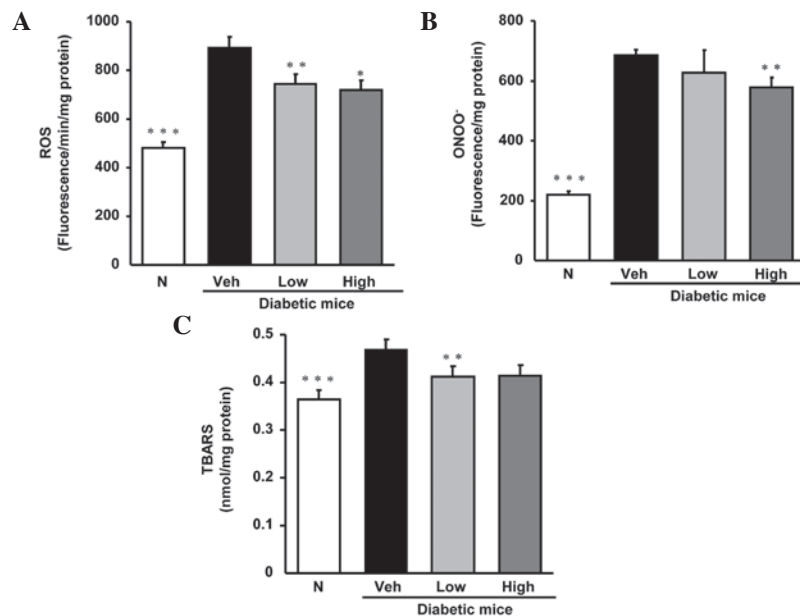 A
ROS
(Fluorescence/min/mg protein)
1000
800
600
400
200
0
***
**
*
N
Veh
Low
High
Diabetic mice
B
ONOO-
(Fluorescence/mg protein)
800
600
400
200
0
***
**
N
Veh
Low
High
Diabetic mice
C
TBARS
(nmol/mg protein)
0.5
0.4
0.3
0.2
0.1
0
***
**
N
Veh
Low
High
Diabetic mice